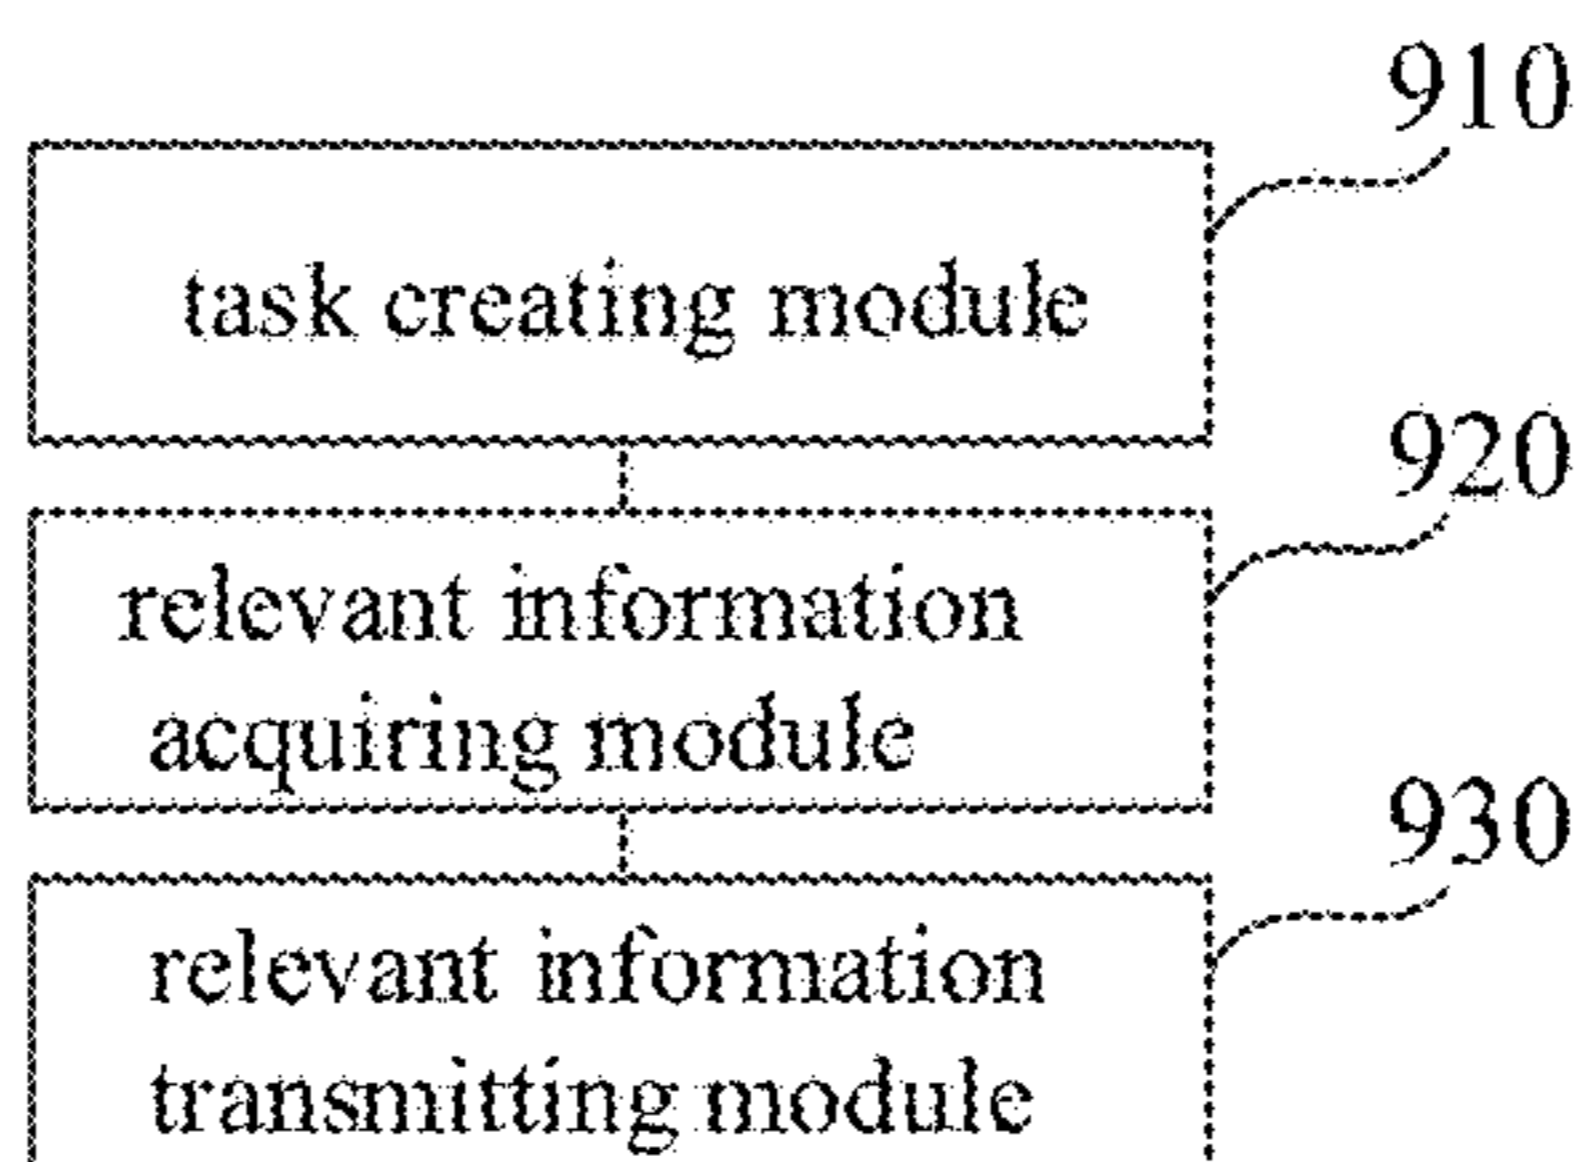 910
task creating module
920
relevant information
acquiring module
930
relevant information
transmitting module